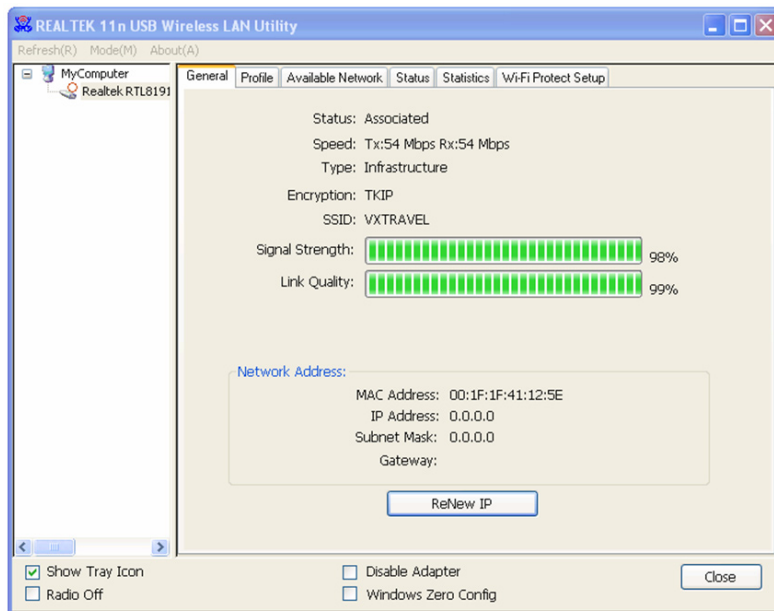 REALTEK 11n USB Wireless LAN Utility
Refresh(R) Mode(M) About(A)
MyComputer
Realtek RTL8191
General Profile Available Network Status Statistics Wi-Fi Protect Setup
Status: Associated
Speed: Tx:54 Mbps Rx:54 Mbps
Type: Infrastructure
Encryption: TKIP
SSID: VXTRAVEL
Signal Strength: 98%
Link Quality: 99%
Network Address:
MAC Address: 00:1F:1F:41:12:5E
IP Address: 0.0.0.0
Subnet Mask: 0.0.0.0
Gateway:
ReNew IP
Show Tray Icon Disable Adapter
Radio Off Windows Zero Config
Close